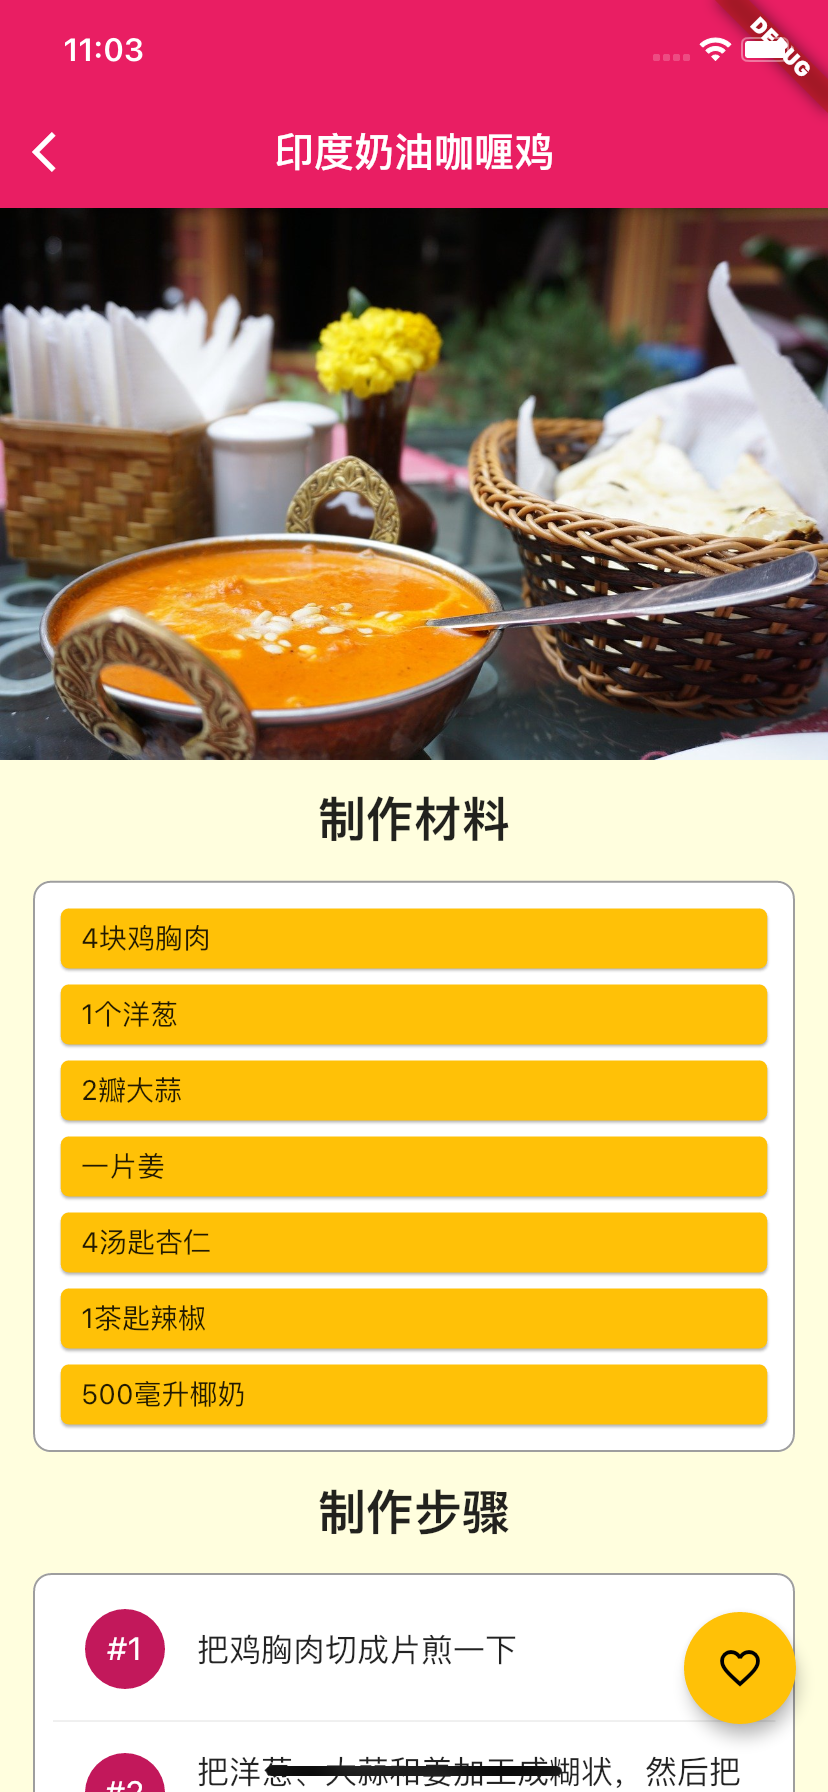 11:03
DEBUG
印度奶油咖喱鸡
制作材料
4块鸡胸肉
1个洋葱
2瓣大蒜
一片姜
4汤匙杏仁
1茶匙辣椒
500毫升椰奶
制作步骤
#1
把鸡胸肉切成片煎一下
#2
把洋葱、大蒜和姜加工成糊状，然后把